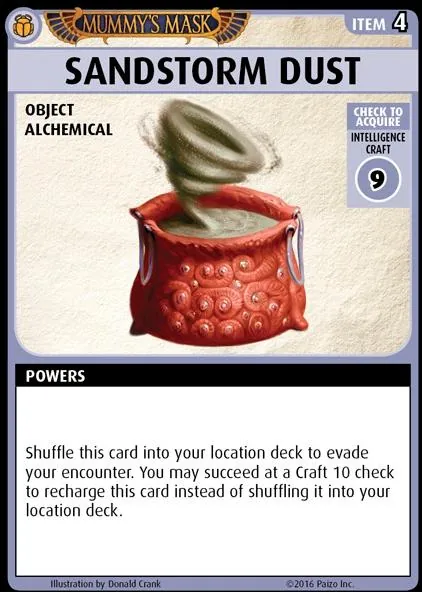 MUMMY'S MASK
ITEM 4
SANDSTORM DUST
OBJECT
ALCHEMICAL
CHECK TO
ACQUIRE
INTELLIGENCE
CRAFT
9
POWERS
Shuffle this card into your location deck to evade
your encounter. You may succeed at a Craft 10 check
to recharge this card instead of shuffling it into your
location deck.
Illustration by Donald Crank
©2016 Paizo Inc.